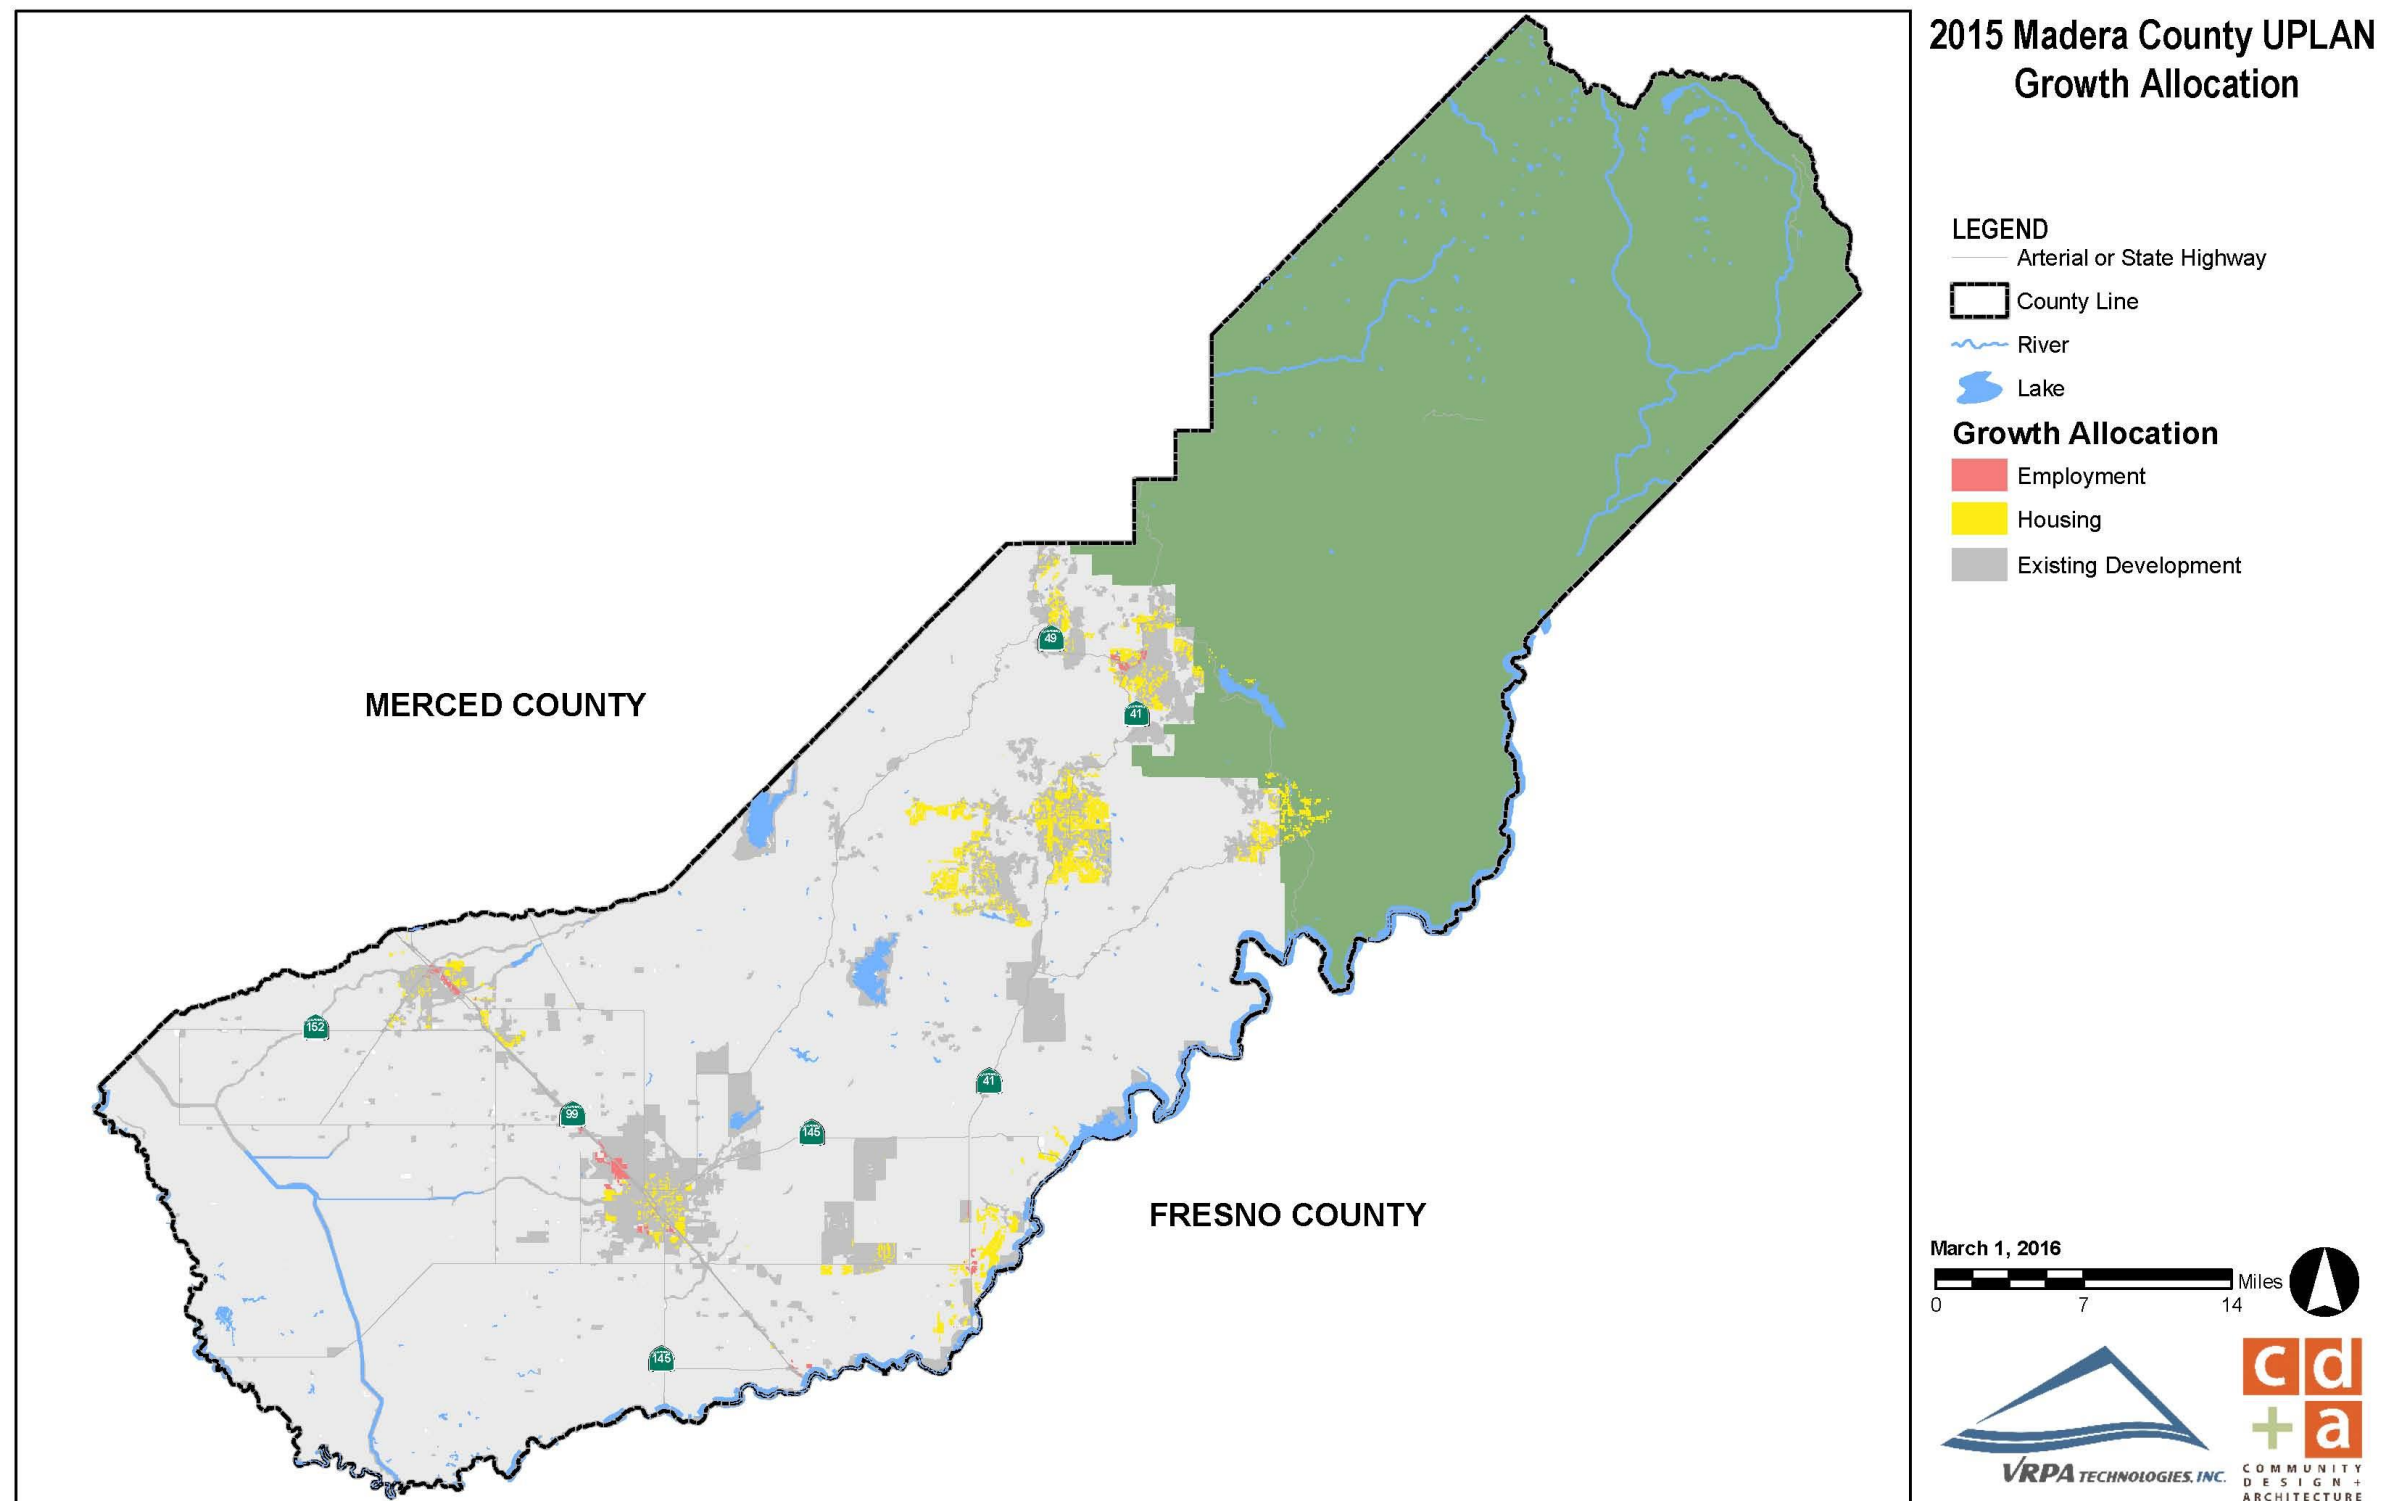 2015 Madera County UPLAN
Growth Allocation
LEGEND
Arterial or State Highway
County Line
River
Lake
Growth Allocation
Employment
Housing
Existing Development
49
41
MERCED COUNTY
152
99
145
41
FRESNO COUNTY
145
March 1, 2016
Miles
0 7 14
VRPA TECHNOLOGIES, INC.
cd
+a
COMMUNITY
DESIGN +
ARCHITECTURE